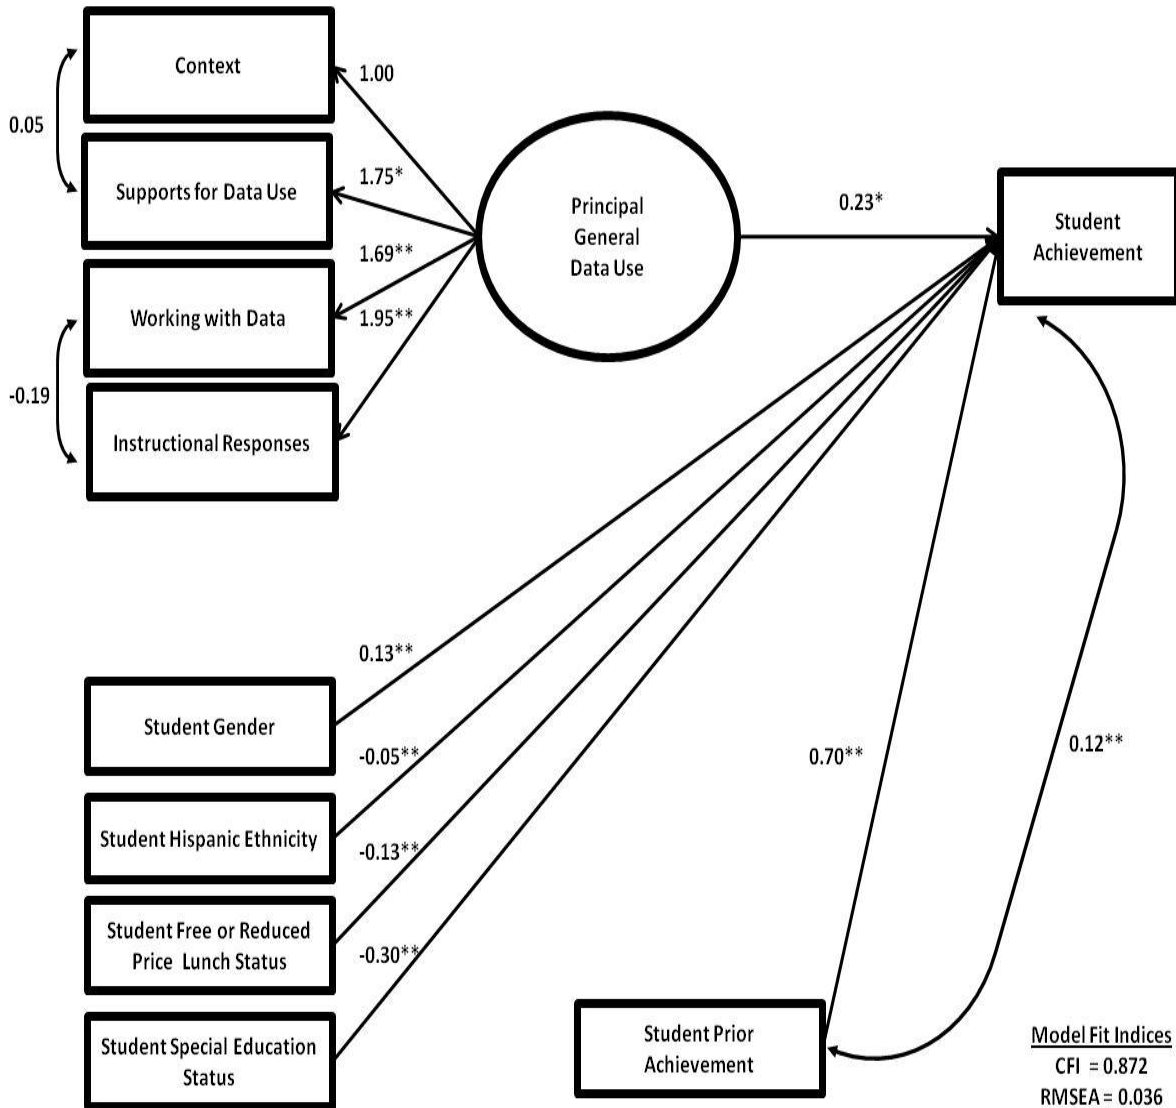 Context
1.00
0.05
Supports for Data Use
1.75*
Working with Data
1.69**
1.95**
-0.19
Instructional Responses
Principal
General
Data Use
0.23*
Student
Achievement
0.13**
Student Gender
-0.05**
Student Hispanic Ethnicity
-0.13**
Student Free or Reduced
Price Lunch Status
-0.30**
Student Special Education
Status
0.70**
0.12**
Student Prior
Achievement
Model Fit Indices
CFI = 0.872
RMSEA = 0.036